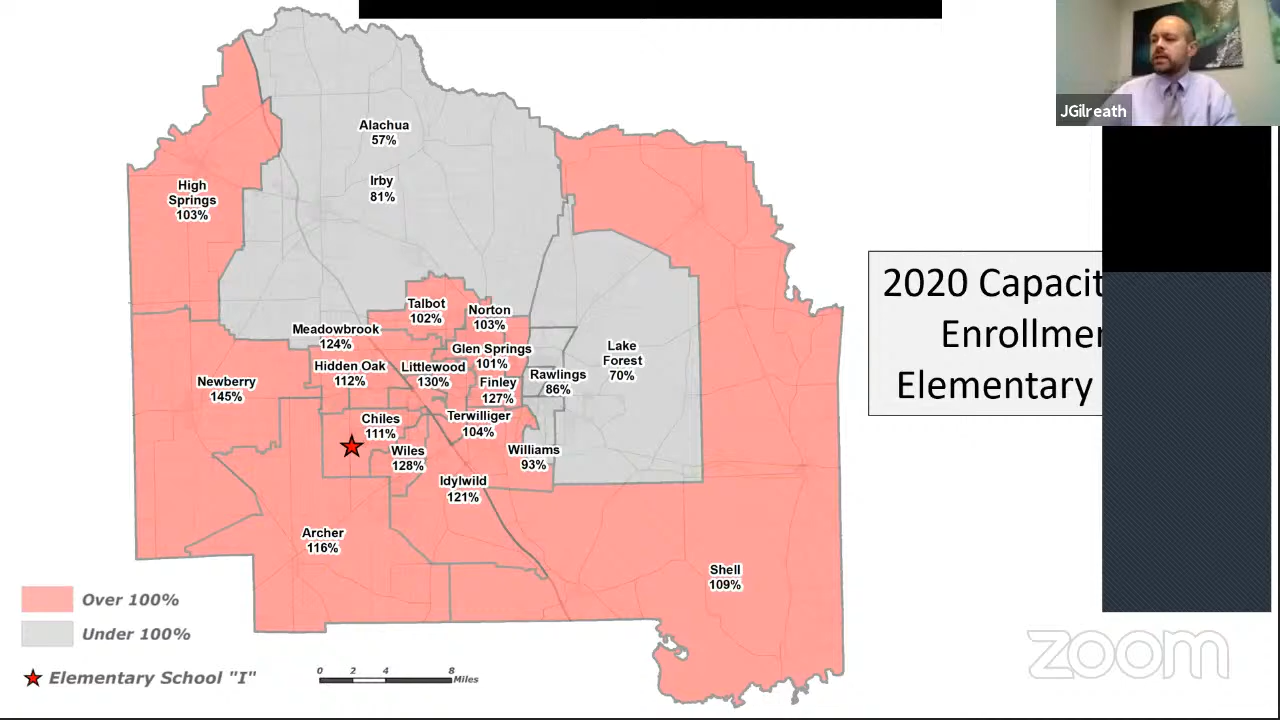 JGilreath
Alachua
57%
Irby
81%
High
Springs
103%
Talbot
102%
Norton
103%
Meadowbrook
124%
Glen Springs
101%
Hidden Oak
112%
Littlewood
130%
Lake
Forest
70%
Rawlings
86%
Newberry
145%
Finley
127%
Chiles
111%
Terwilliger
104%
Wiles
128%
Williams
93%
Idylwild
121%
Archer
116%
Shell
109%
2020 Capacit
Enrollmen
Elementary
Over 100%
Under 100%
Elementary School "I"
0 2 4 8
Miles
zoom